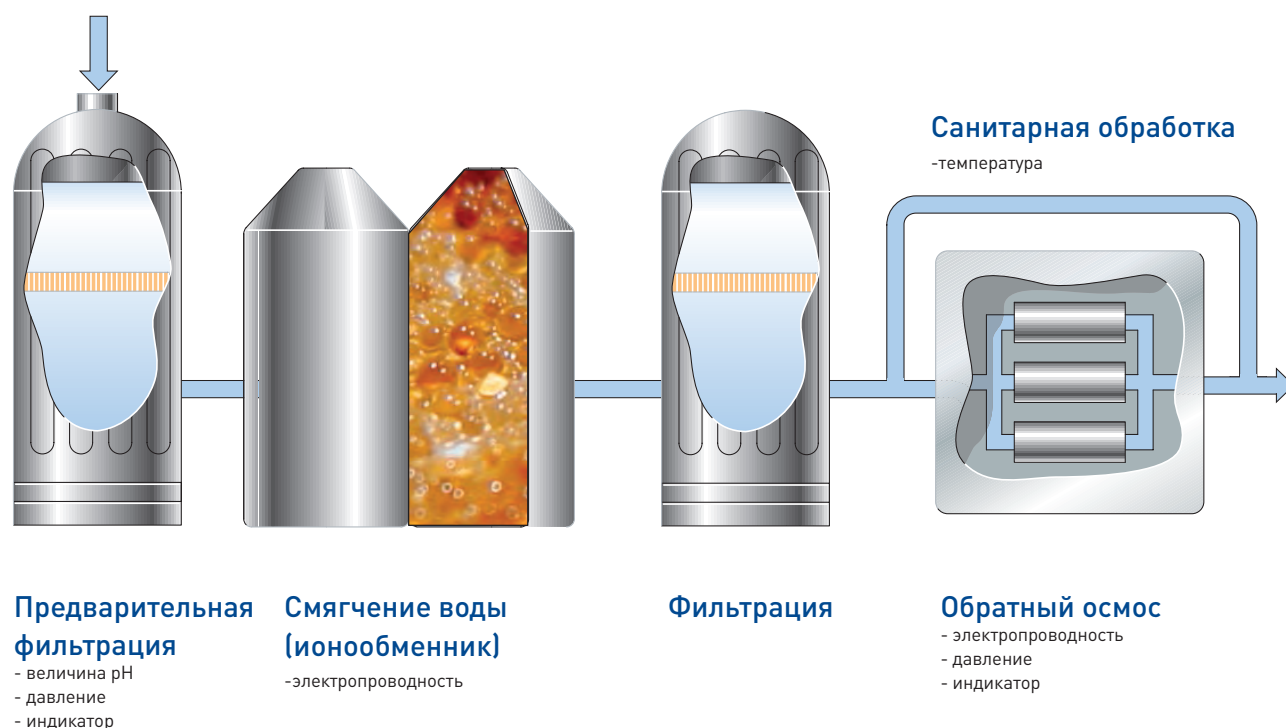 Санитарная обработка
-температура
Предварительная
фильтрация
- величина pH
- давление
- индикатор
Смягчение воды
(ионообменник)
-электропроводность
Фильтрация
Обратный осмос
- электропроводность
- давление
- индикатор